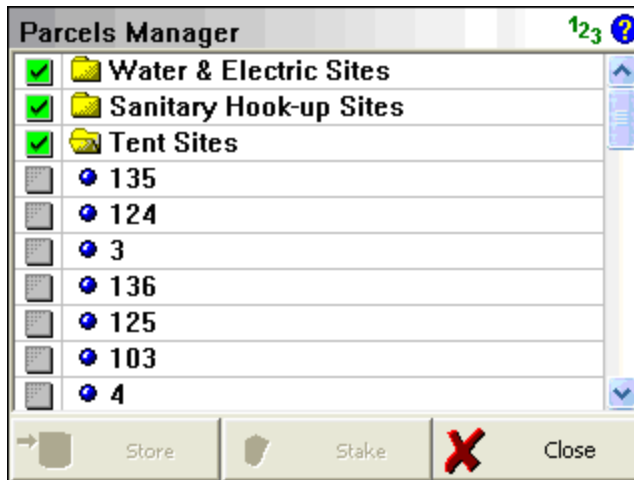 Parcels Manager 123 ?
Water & Electric Sites
Sanitary Hook-up Sites
Tent Sites
135
124
3
136
125
103
4
Store Stake Close